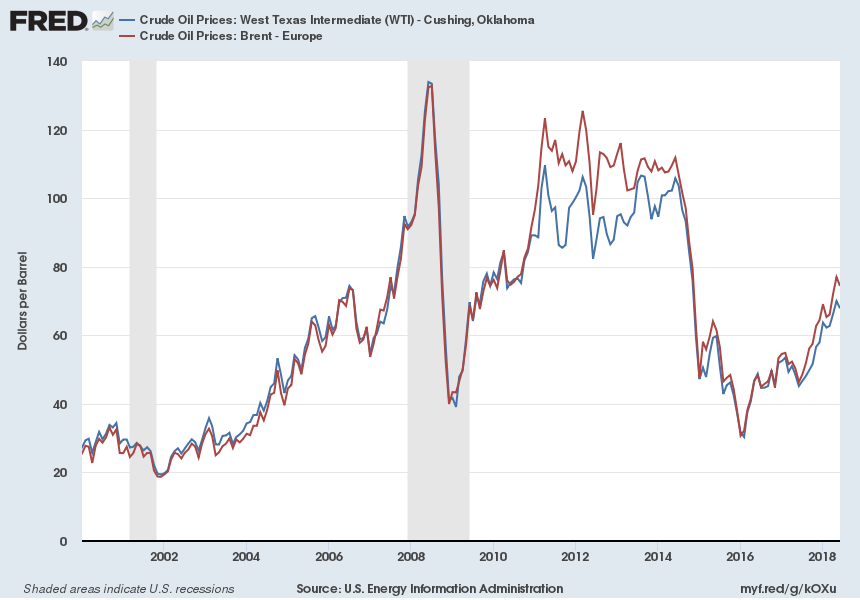 FRED
Crude Oil Prices: West Texas Intermediate (WTI) - Cushing, Oklahoma
Crude Oil Prices: Brent - Europe
Dollars per Barrel
140
120
100
80
60
40
20
0
2002 2004 2006 2008 2010 2012 2014 2016 2018
Shaded areas indicate U.S. recessions Source: U.S. Energy Information Administration myf.red/g/kOXu